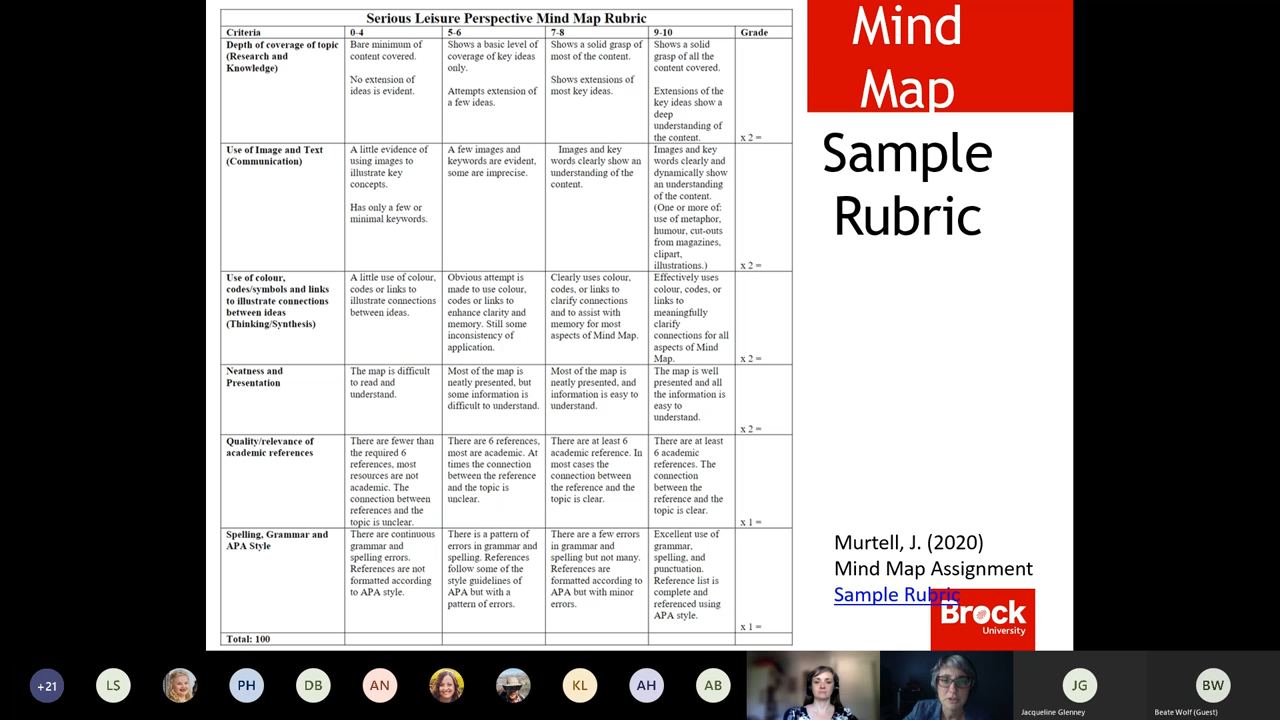 Serious Leisure Perspective Mind Map Rubric
Criteria 0-4 5-6 7-8 9-10 Grade
Depth of coverage of topic
(Research and
Knowledge)
Bare minimum of
content covered.
No extension of
ideas is evident.
Shows a basic level of
coverage of key ideas
only.
Attempts extension of
a few ideas.
Shows a solid grasp of
most of the content.
Shows extensions of
most key ideas.
Shows a solid
grasp of all the
content covered.
Extensions of the
key ideas show a
deep
understanding of
the content.
x 2 =
Use of Image and Text
(Communication)
A little evidence of
using images to
illustrate key
concepts.
Has only a few or
minimal keywords.
A few images and
keywords are evident,
some are imprecise.
Images and key
words clearly show an
understanding of the
content.
Images and key
words clearly and
dynamically show
an understanding
of the content.
(One or more of:
use of metaphor,
humour, cut-outs
from magazines,
clipart,
illustrations.)
x 2 =
Use of colour,
codes/symbols and links
to illustrate connections
between ideas
(Thinking/Synthesis)
A little use of colour,
codes or links to
illustrate connections
between ideas.
Obvious attempt is
made to use colour,
codes or links to
enhance clarity and
memory. Still some
inconsistency of
application.
Clearly uses colour,
codes, or links to
clarify connections
and to assist with
memory for most
aspects of Mind Map.
Effectively uses
colour, codes, or
links to
meaningfully
clarify
connections for all
aspects of Mind
Map.
x 2 =
Neatness and
Presentation
The map is difficult
to read and
understand.
Most of the map is
neatly presented, but
some information is
difficult to understand.
Most of the map is
neatly presented, and
information is easy to
understand.
The map is well
presented and all
the information is
easy to
understand.
x 2 =
Quality/relevance of
academic references
There are fewer than
the required 6
references, most
resources are not
academic. The
connection between
references and the
topic is unclear.
There are 6 references,
most are academic. At
times the connection
between the reference
and the topic is
unclear.
There are at least 6
academic reference. In
most cases the
connection between
the reference and the
topic is clear.
There are at least
6 academic
references. The
connection
between the
reference and the
topic is clear.
x 1 =
Spelling, Grammar and
APA Style
There are continuous
grammar and
spelling errors.
References are not
formatted according
to APA style.
There is a pattern of
errors in grammar and
spelling. References
follow some of the
style guidelines of
APA but with a
pattern of errors.
There are a few errors
in grammar and
spelling but not many.
References are
formatted according to
APA but with minor
errors.
Excellent use of
grammar,
spelling, and
punctuation.
Reference list is
complete and
referenced using
APA style.
x 1 =
Total: 100
Mind
Map
Sample
Rubric
Murtell, J. (2020)
Mind Map Assignment
Sample Rubric
Brock
University
+21 LS PH DB AN KL AH AB JG BW
Jacqueline Glenney
Beate Wolf (Guest)